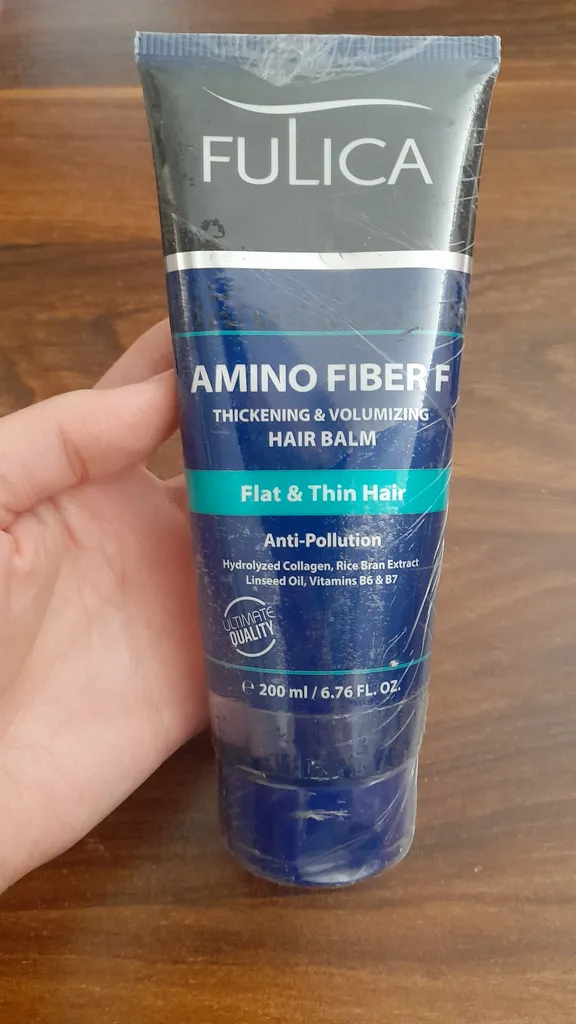 FULICA
AMINO FIBER F
THICKENING & VOLUMIZING
HAIR BALM
Flat & Thin Hair
Anti-Pollution
Hydrolyzed Collagen, Rice Bran Extract
Linseed Oil, Vitamins B6 & B7
ULTIMATE
QUALITY
℮ 200 ml / 6.76 FL. OZ.